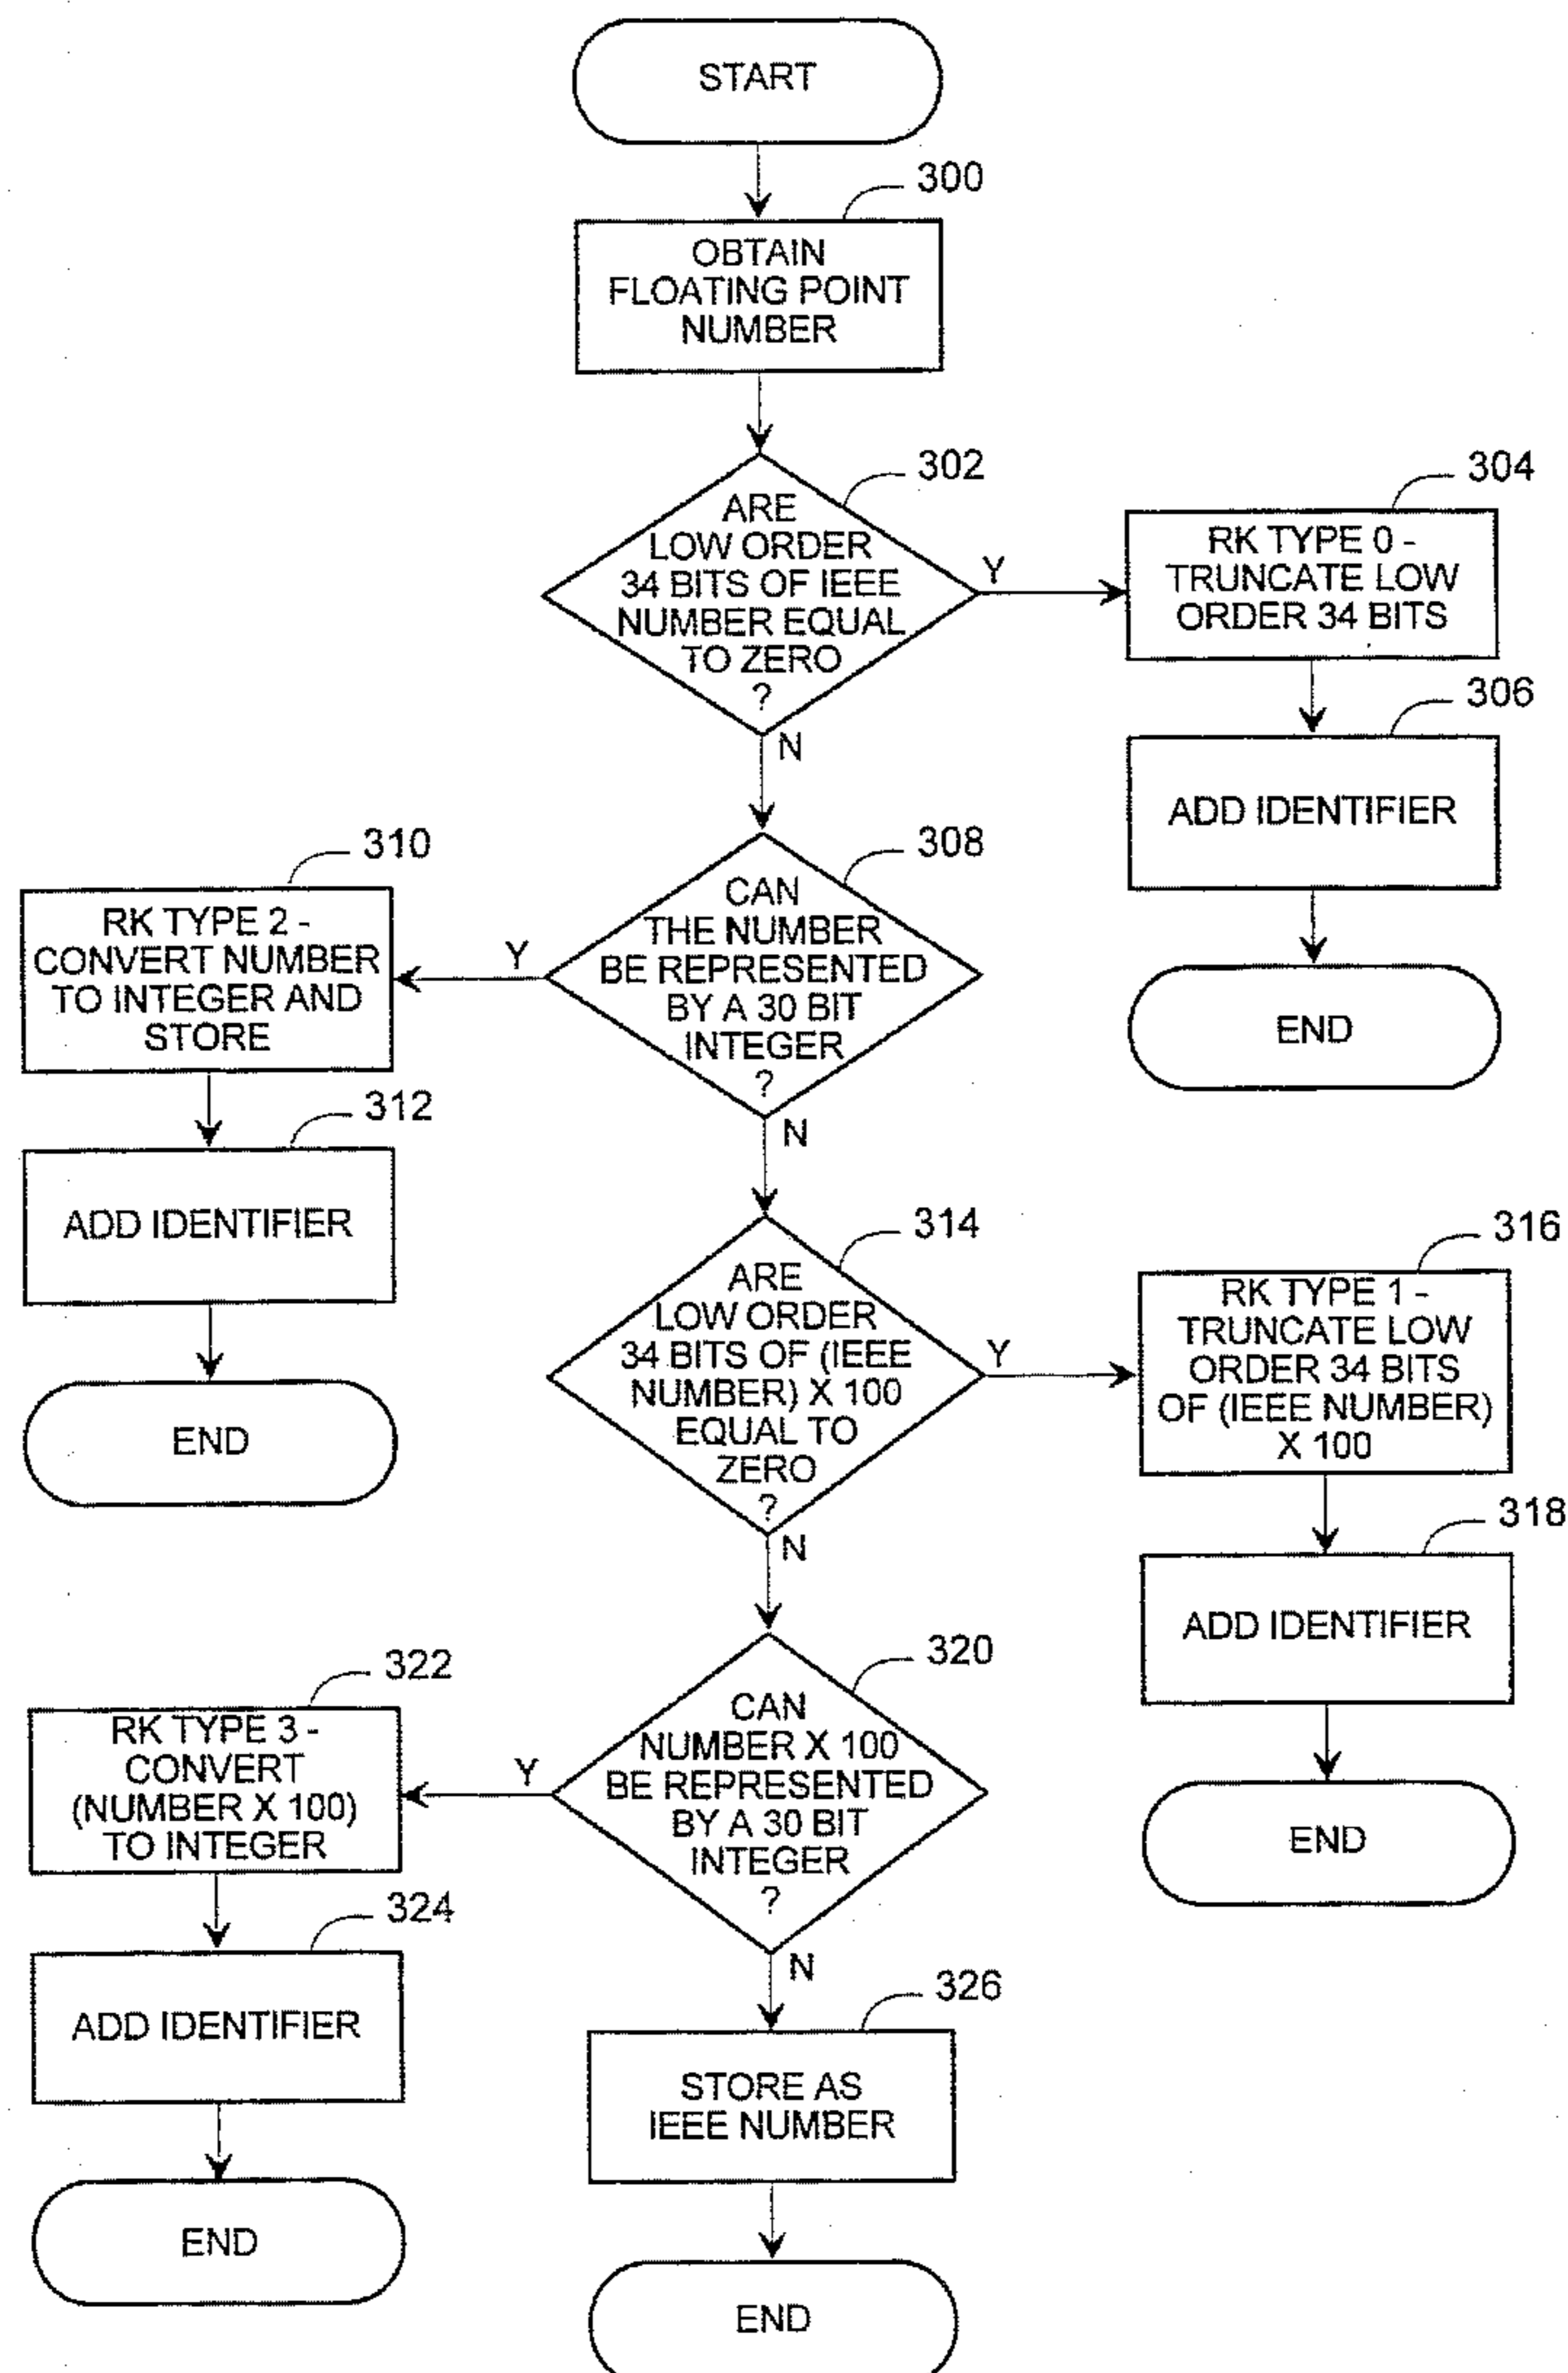 START
300
OBTAIN
FLOATING POINT
NUMBER
302
ARE
LOW ORDER
34 BITS OF IEEE
NUMBER EQUAL
TO ZERO
?
Y
N
304
RK TYPE 0 -
TRUNCATE LOW
ORDER 34 BITS
306
ADD IDENTIFIER
END
308
CAN
THE NUMBER
BE REPRESENTED
BY A 30 BIT
INTEGER
?
Y
N
310
RK TYPE 2 -
CONVERT NUMBER
TO INTEGER AND
STORE
312
ADD IDENTIFIER
END
314
ARE
LOW ORDER
34 BITS OF (IEEE
NUMBER) X 100
EQUAL TO
ZERO
?
Y
N
316
RK TYPE 1 -
TRUNCATE LOW
ORDER 34 BITS
OF (IEEE NUMBER)
X 100
318
ADD IDENTIFIER
END
320
CAN
NUMBER X 100
BE REPRESENTED
BY A 30 BIT
INTEGER
?
Y
N
322
RK TYPE 3 -
CONVERT
(NUMBER X 100)
TO INTEGER
324
ADD IDENTIFIER
END
326
STORE AS
IEEE NUMBER
END